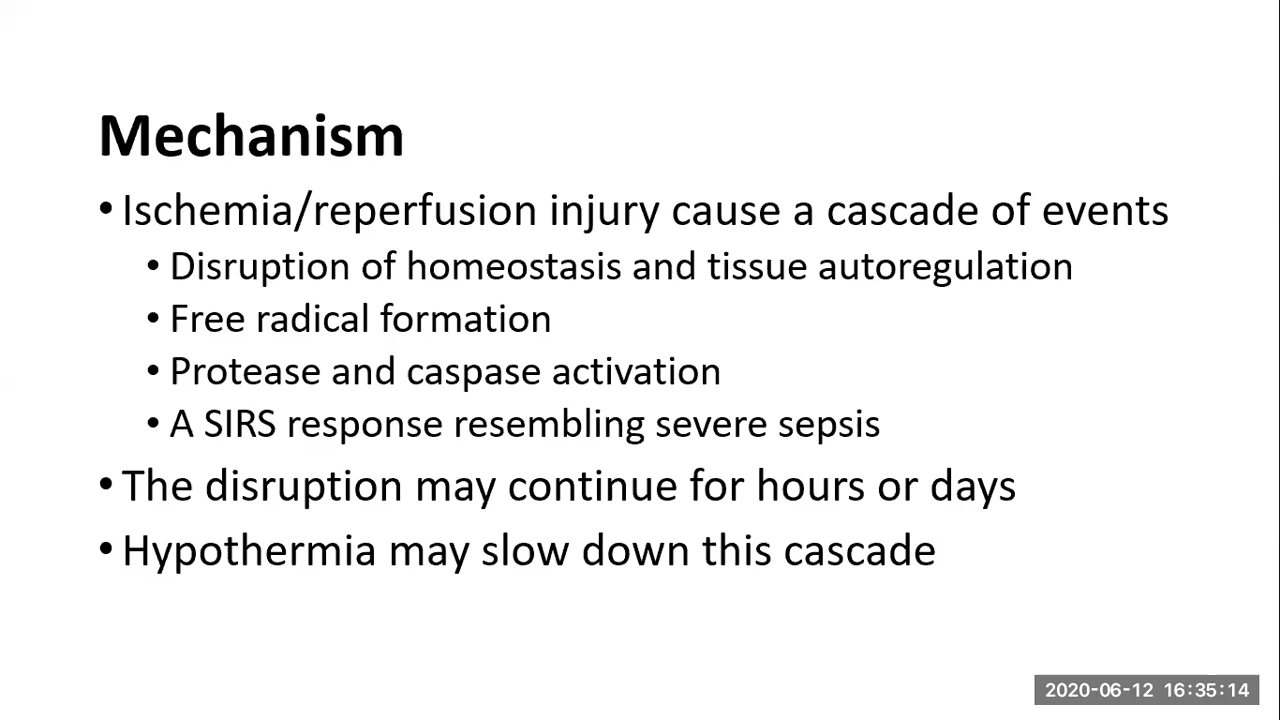 Mechanism
• Ischemia/reperfusion injury cause a cascade of events
• Disruption of homeostasis and tissue autoregulation
• Free radical formation
• Protease and caspase activation
• A SIRS response resembling severe sepsis
• The disruption may continue for hours or days
• Hypothermia may slow down this cascade
2020-06-12 16:35:14